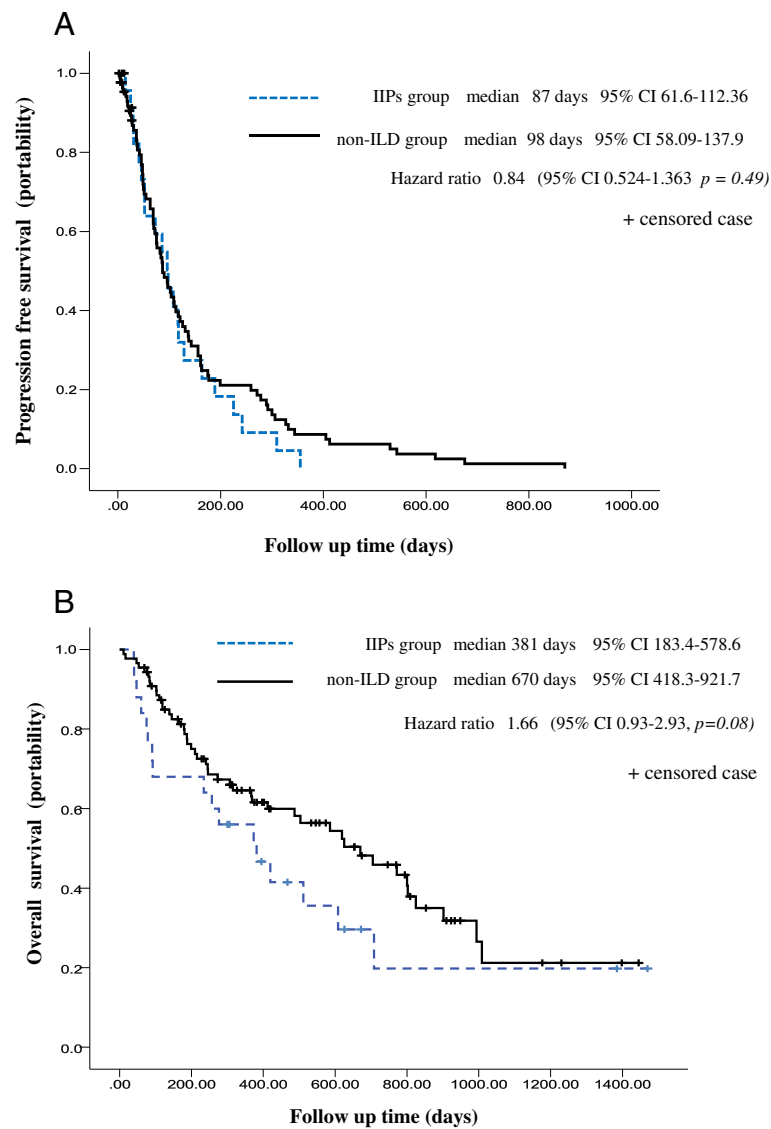 A
IIPs group median 87 days 95% CI 61.6-112.36
non-ILD group median 98 days 95% CI 58.09-137.9
Hazard ratio 0.84 (95% CI 0.524-1.363 p = 0.49)
+ censored case
Progression free survival (portability)
1.0
0.8
0.6
0.4
0.2
0.0
.00 200.00 400.00 600.00 800.00 1000.00
Follow up time (days)
B
IIPs group median 381 days 95% CI 183.4-578.6
non-ILD group median 670 days 95% CI 418.3-921.7
Hazard ratio 1.66 (95% CI 0.93-2.93, p=0.08)
+ censored case
Overall survival (portability)
1.0
0.8
0.6
0.4
0.2
0.0
.00 200.00 400.00 600.00 800.00 1000.00 1200.00 1400.00
Follow up time (days)